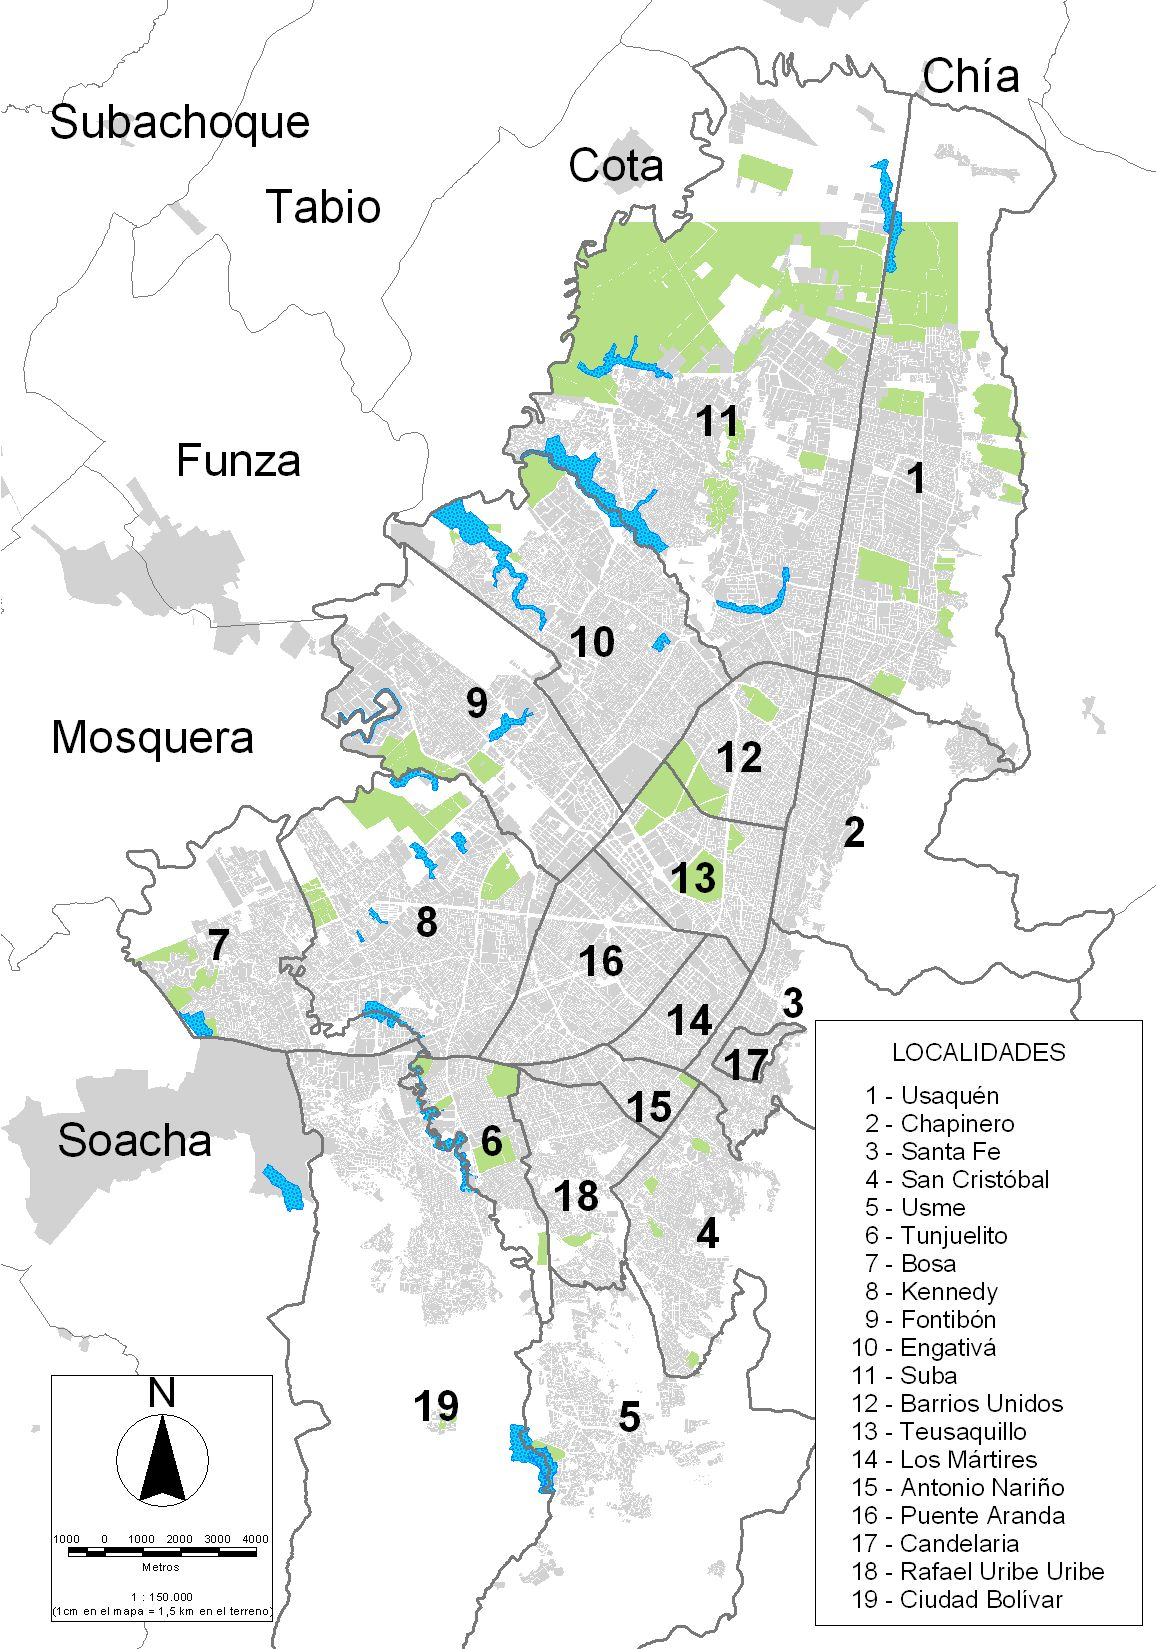 Chía
Subachoque
Cota
Tabio
11
Funza
1
10
9
Mosquera
12
2
13
8
7
16
3
14
17
15
Soacha
6
18
4
19
5
LOCALIDADES
1 - Usaquén
2 - Chapinero
3 - Santa Fe
4 - San Cristóbal
5 - Usme
6 - Tunjuelito
7 - Bosa
8 - Kennedy
9 - Fontibón
10 - Engativá
11 - Suba
12 - Barrios Unidos
13 - Teusaquillo
14 - Los Mártires
15 - Antonio Nariño
16 - Puente Aranda
17 - Candelaria
18 - Rafael Uribe Uribe
19 - Ciudad Bolívar
N
1000 0 1000 2000 3000 4000
Metros
1 : 150.000
(1cm en el mapa = 1,5 km en el terreno)